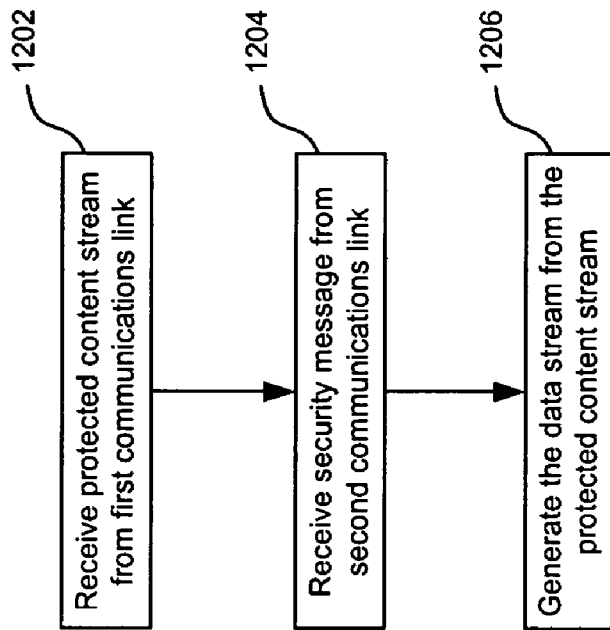 Receive protected content stream
from first communications link
1202
Receive security message from
second communications link
1204
Generate the data stream from the
protected content stream
1206